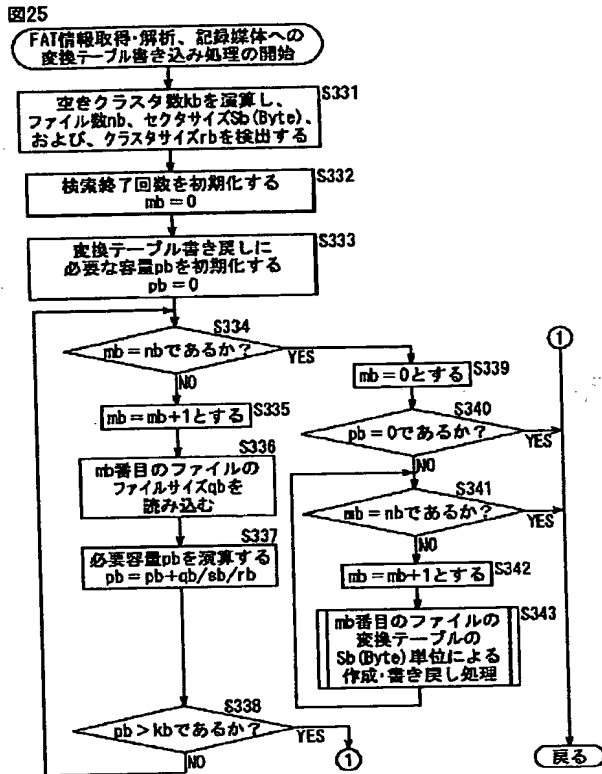 図25
FAT情報取得・解析、記録媒体への
変換テーブル書き込み処理の開始
S331
空きクラスタ数kbを演算し、
ファイル数nb、セクタサイズSb(Byte)、
および、クラスタサイズrbを検出する
S332
検索終了回数を初期化する
mb=0
S333
変換テーブル書き戻しに
必要な容量pbを初期化する
pb=0
S334
mb=nbであるか?
YES
NO
mb=mb+1とする
S335
S336
mb番目のファイルの
ファイルサイズqbを
読み込む
S337
必要容量pbを演算する
pb=pb+qb/sb/rb
S338
pb>kbであるか?
YES
NO
①
mb=0とする
S339
S340
pb=0であるか?
YES
NO
S341
mb=nbであるか?
YES
NO
mb=mb+1とする
S342
S343
mb番目のファイルの
変換テーブルの
Sb(Byte)単位による
作成・書き戻し処理
①
戻る